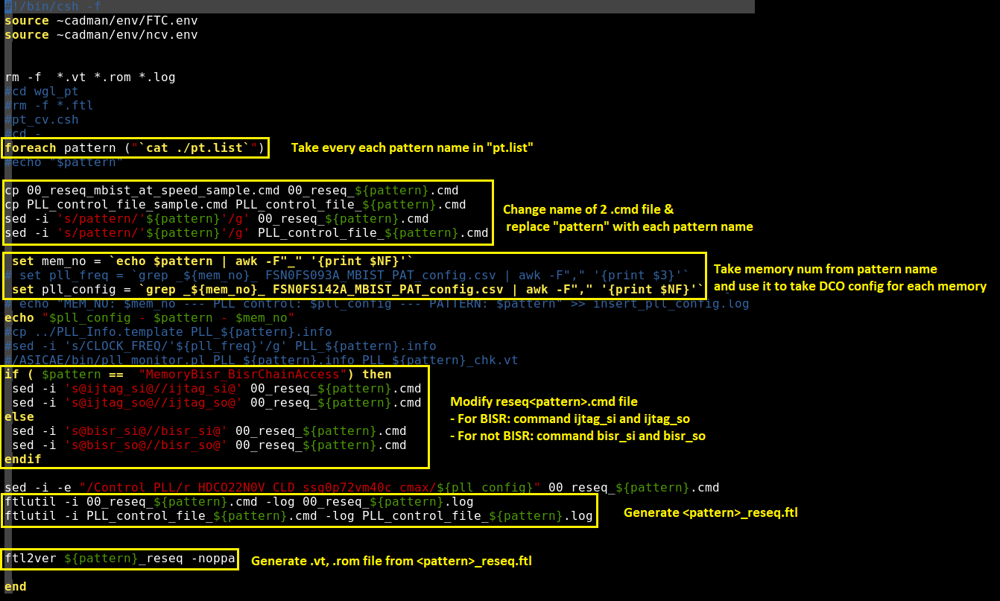 #!/bin/csh -f
source ~cadman/env/FTC.env
source ~cadman/env/ncv.env
rm -f  *.vt *.rom *.log
#cd wgl_pt
#rm -f *.ftl
#pt_cv.csh
#cd -
foreach pattern ("`cat ./pt.list`")
Take every each pattern name in "pt.list"
#echo "$pattern"
cp 00_reseq_mbist_at_speed_sample.cmd 00_reseq_${pattern}.cmd
cp PLL_control_file_sample.cmd PLL_control_file_${pattern}.cmd
sed -i 's/pattern/'${pattern}'/g' 00_reseq_${pattern}.cmd
sed -i 's/pattern/'${pattern}'/g' PLL_control_file_${pattern}.cmd
Change name of 2 .cmd file &
replace "pattern" with each pattern name
set mem_no = `echo $pattern | awk -F"_" '{print $NF}'`
# set pll_freq = `grep _${mem_no}_ FSN0FS093A_MBIST_PAT_config.csv | awk -F"," '{print $3}'`
set pll_config = `grep _${mem_no}_ FSN0FS142A_MBIST_PAT_config.csv | awk -F"," '{print $NF}'`
Take memory num from pattern name
and use it to take DCO config for each memory
# echo "MEM_NO: $mem_no --- PLL control: $pll_config --- PATTERN: $pattern" >> insert_pll_config.log
echo "$pll_config - $pattern - $mem_no"
#cp ../PLL_Info.template PLL_${pattern}.info
#sed -i 's/CLOCK_FREQ/'${pll_freq}'/g' PLL_${pattern}.info
#/ASICAE/bin/pll_monitor.pl PLL_${pattern}.info PLL_${pattern}_chk.vt
if ( $pattern ==  "MemoryBisr_BisrChainAccess") then
sed -i 's@ijtag_si@//ijtag_si@' 00_reseq_${pattern}.cmd
sed -i 's@ijtag_so@//ijtag_so@' 00_reseq_${pattern}.cmd
else
sed -i 's@bisr_si@//bisr_si@' 00_reseq_${pattern}.cmd
sed -i 's@bisr_so@//bisr_so@' 00_reseq_${pattern}.cmd
endif
Modify reseq<pattern>.cmd file
- For BISR: command ijtag_si and ijtag_so
- For not BISR: command bisr_si and bisr_so
sed -i -e "/Control_PLL/r HDCO22N0V_CLD_ssg0p72vm40c_cmax/${pll_config}" 00_reseq_${pattern}.cmd
ftlutil -i 00_reseq_${pattern}.cmd -log 00_reseq_${pattern}.log
ftlutil -i PLL_control_file_${pattern}.cmd -log PLL_control_file_${pattern}.log
Generate <pattern>_reseq.ftl
ftl2ver ${pattern}_reseq -noppa
Generate .vt, .rom file from <pattern>_reseq.ftl
end